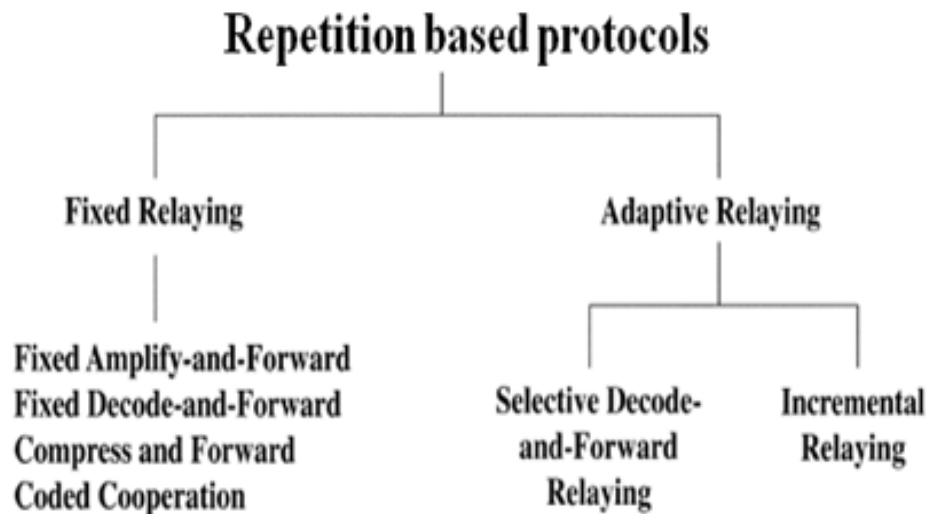 Repetition based protocols
Fixed Relaying
Adaptive Relaying
Fixed Amplify-and-Forward
Fixed Decode-and-Forward
Compress and Forward
Coded Cooperation
Selective Decode-
and-Forward
Relaying
Incremental
Relaying